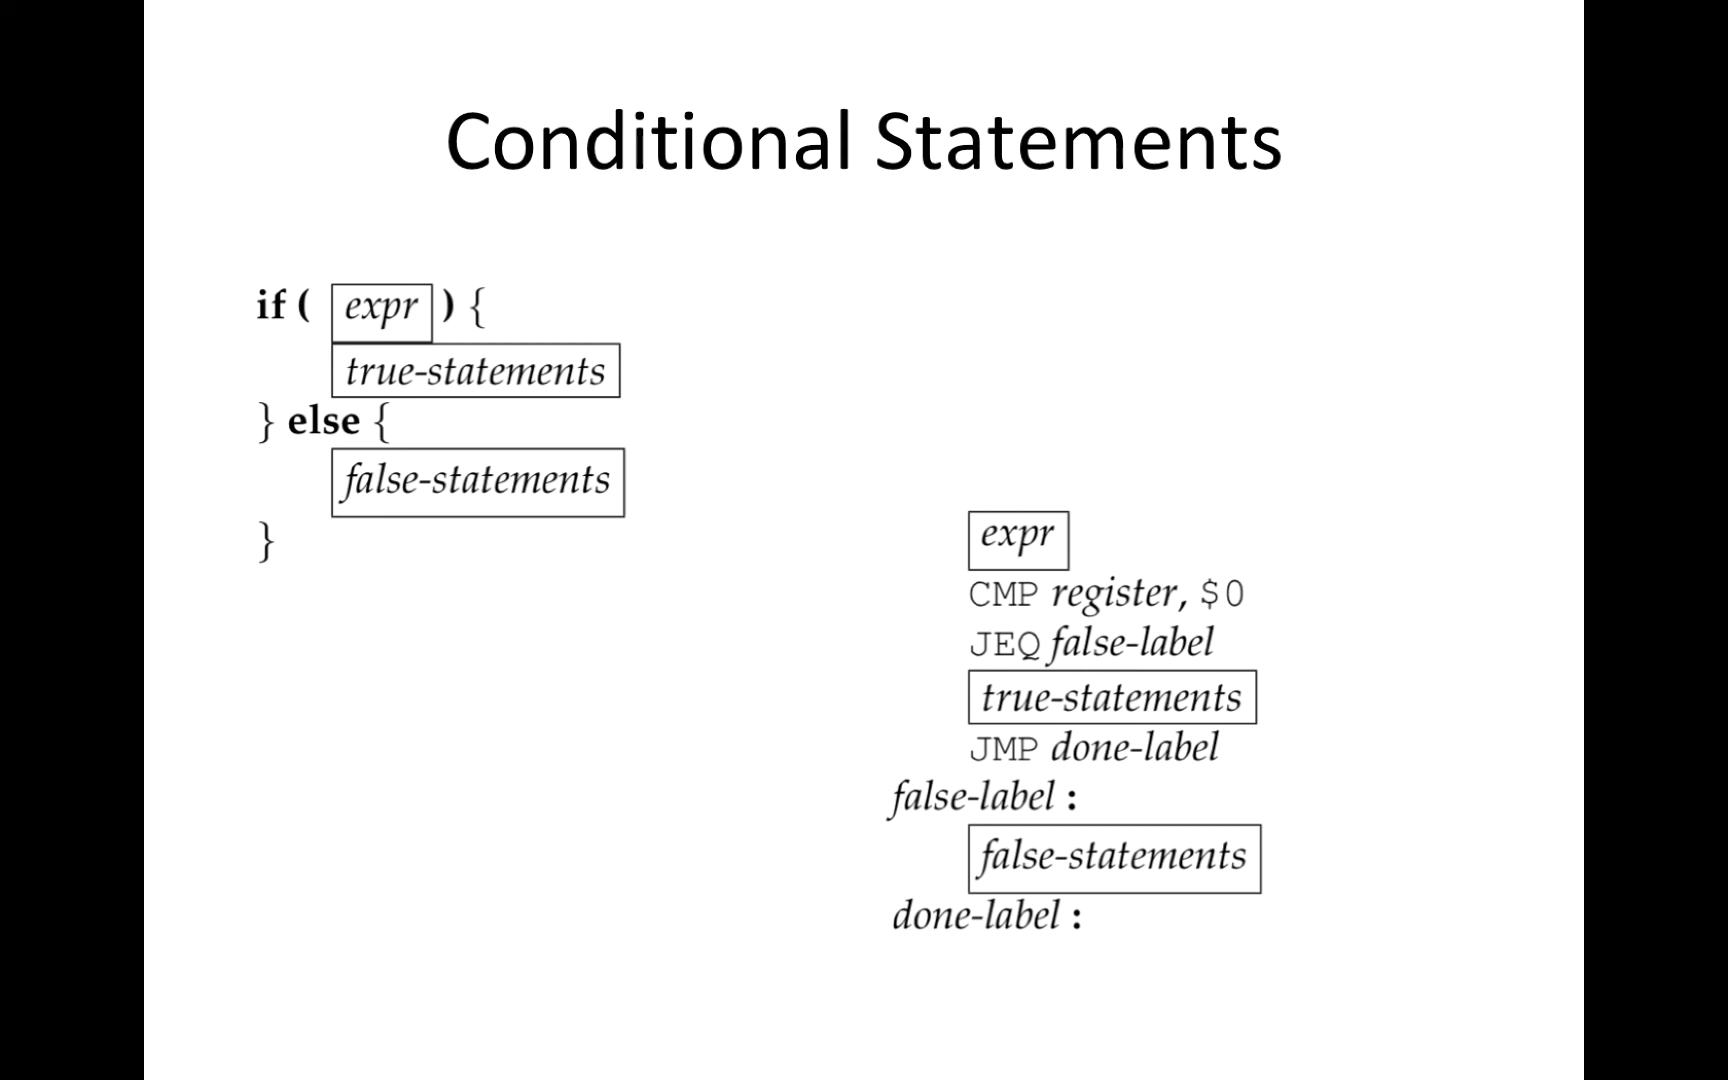 Conditional Statements
if ( expr ) {
true-statements
} else {
false-statements
}
expr
CMP register, $0
JEQ false-label
true-statements
JMP done-label
false-label :
false-statements
done-label :